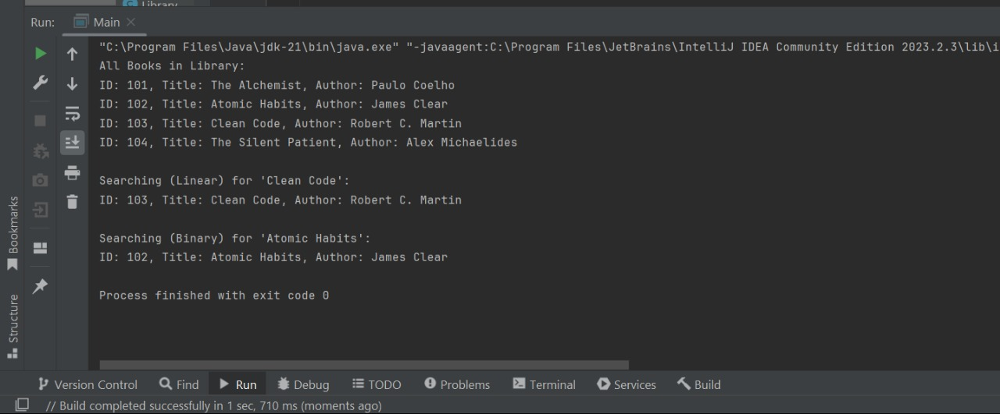 Library
Run: Main
"C:\Program Files\Java\jdk-21\bin\java.exe" "-javaagent:C:\Program Files\JetBrains\IntelliJ IDEA Community Edition 2023.2.3\lib\i
All Books in Library:
ID: 101, Title: The Alchemist, Author: Paulo Coelho
ID: 102, Title: Atomic Habits, Author: James Clear
ID: 103, Title: Clean Code, Author: Robert C. Martin
ID: 104, Title: The Silent Patient, Author: Alex Michaelides
Searching (Linear) for 'Clean Code':
ID: 103, Title: Clean Code, Author: Robert C. Martin
Searching (Binary) for 'Atomic Habits':
ID: 102, Title: Atomic Habits, Author: James Clear
Process finished with exit code 0
Bookmarks
Structure
Version Control Find Run Debug TODO Problems Terminal Services Build
// Build completed successfully in 1 sec, 710 ms (moments ago)